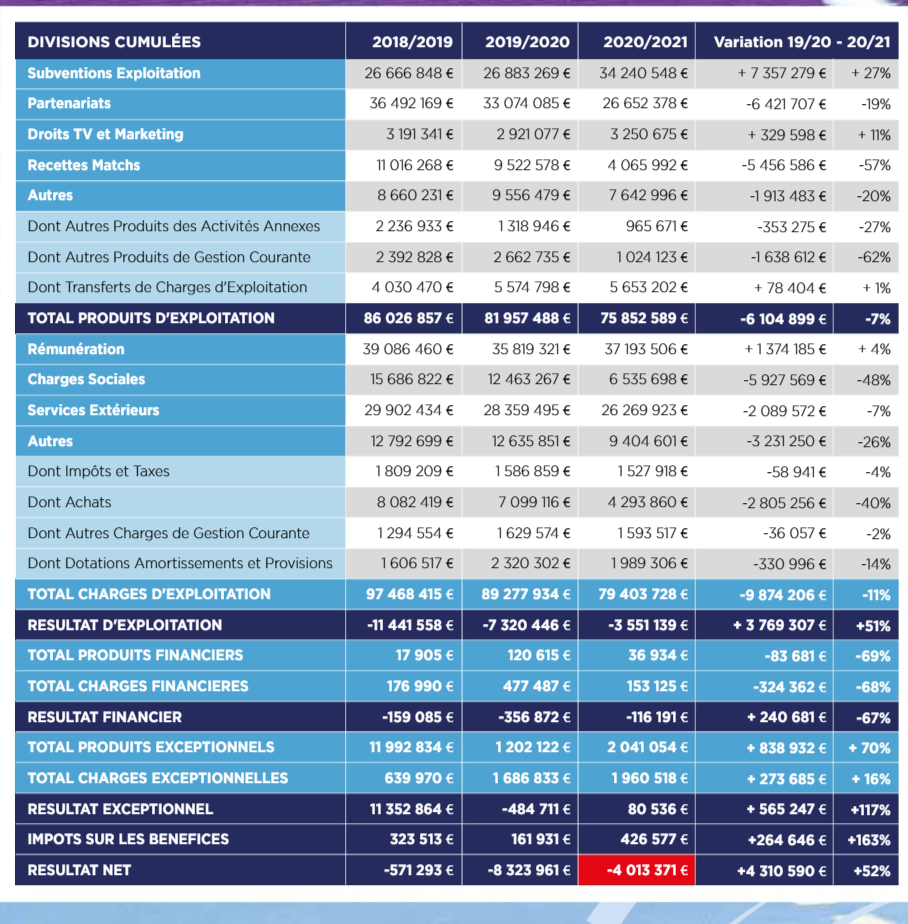 DIVISIONS CUMULÉES 2018/2019 2019/2020 2020/2021 Variation 19/20 - 20/21
Subventions Exploitation 26 666 848 € 26 883 269 € 34 240 548 € + 7 357 279 € + 27%
Partenariats 36 492 169 € 33 074 085 € 26 652 378 € -6 421 707 € -19%
Droits TV et Marketing 3 191 341 € 2 921 077 € 3 250 675 € + 329 598 € + 11%
Recettes Matchs 11 016 268 € 9 522 578 € 4 065 992 € -5 456 586 € -57%
Autres 8 660 231 € 9 556 479 € 7 642 996 € -1 913 483 € -20%
Dont Autres Produits des Activités Annexes 2 236 933 € 1 318 946 € 965 671 € -353 275 € -27%
Dont Autres Produits de Gestion Courante 2 392 828 € 2 662 735 € 1 024 123 € -1 638 612 € -62%
Dont Transferts de Charges d'Exploitation 4 030 470 € 5 574 798 € 5 653 202 € + 78 404 € + 1%
TOTAL PRODUITS D'EXPLOITATION 86 026 857 € 81 957 488 € 75 852 589 € -6 104 899 € -7%
Rémunération 39 086 460 € 35 819 321 € 37 193 506 € + 1 374 185 € + 4%
Charges Sociales 15 686 822 € 12 463 267 € 6 535 698 € -5 927 569 € -48%
Services Extérieurs 29 902 434 € 28 359 495 € 26 269 923 € -2 089 572 € -7%
Autres 12 792 699 € 12 635 851 € 9 404 601 € -3 231 250 € -26%
Dont Impôts et Taxes 1 809 209 € 1 586 859 € 1 527 918 € -58 941 € -4%
Dont Achats 8 082 419 € 7 099 116 € 4 293 860 € -2 805 256 € -40%
Dont Autres Charges de Gestion Courante 1 294 554 € 1 629 574 € 1 593 517 € -36 057 € -2%
Dont Dotations Amortissements et Provisions 1 606 517 € 2 320 302 € 1 989 306 € -330 996 € -14%
TOTAL CHARGES D'EXPLOITATION 97 468 415 € 89 277 934 € 79 403 728 € -9 874 206 € -11%
RESULTAT D'EXPLOITATION -11 441 558 € -7 320 446 € -3 551 139 € + 3 769 307 € +51%
TOTAL PRODUITS FINANCIERS 17 905 € 120 615 € 36 934 € -83 681 € -69%
TOTAL CHARGES FINANCIERES 176 990 € 477 487 € 153 125 € -324 362 € -68%
RESULTAT FINANCIER -159 085 € -356 872 € -116 191 € + 240 681 € -67%
TOTAL PRODUITS EXCEPTIONNELS 11 992 834 € 1 202 122 € 2 041 054 € + 838 932 € + 70%
TOTAL CHARGES EXCEPTIONNELLES 639 970 € 1 686 833 € 1 960 518 € + 273 685 € + 16%
RESULTAT EXCEPTIONNEL 11 352 864 € -484 711 € 80 536 € + 565 247 € +117%
IMPOTS SUR LES BENEFICES 323 513 € 161 931 € 426 577 € +264 646 € +163%
RESULTAT NET -571 293 € -8 323 961 € -4 013 371 € +4 310 590 € +52%